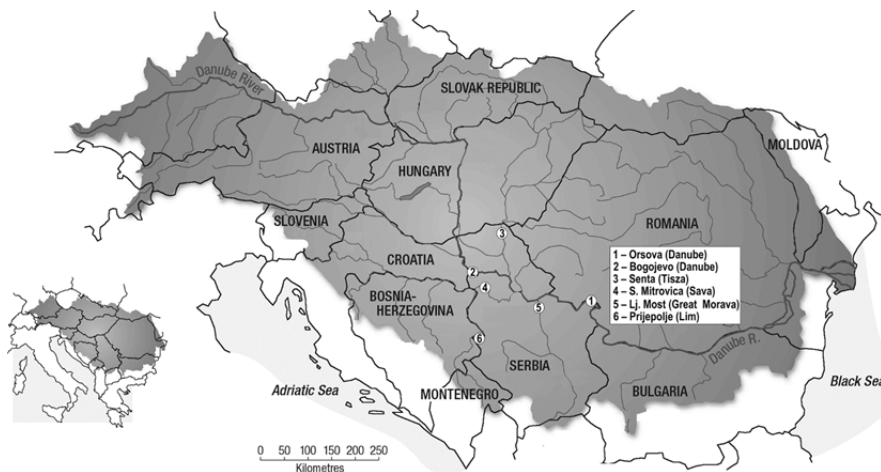 Danube River
SLOVAK REPUBLIC
MOLDOVA
AUSTRIA
HUNGARY
SLOVENIA
ROMANIA
CROATIA
BOSNIA-
HERZEGOVINA
SERBIA
MONTENEGRO
BULGARIA
Danube R.
Adriatic Sea
Black Sea
1 – Orsova (Danube)
2 – Bogojevo (Danube)
3 – Senta (Tisza)
4 – S. Mitrovica (Sava)
5 – Lj. Most (Great Morava)
6 – Prijepolje (Lim)
3
2
4
5
1
6
0 50 100 150 200 250
Kilometres